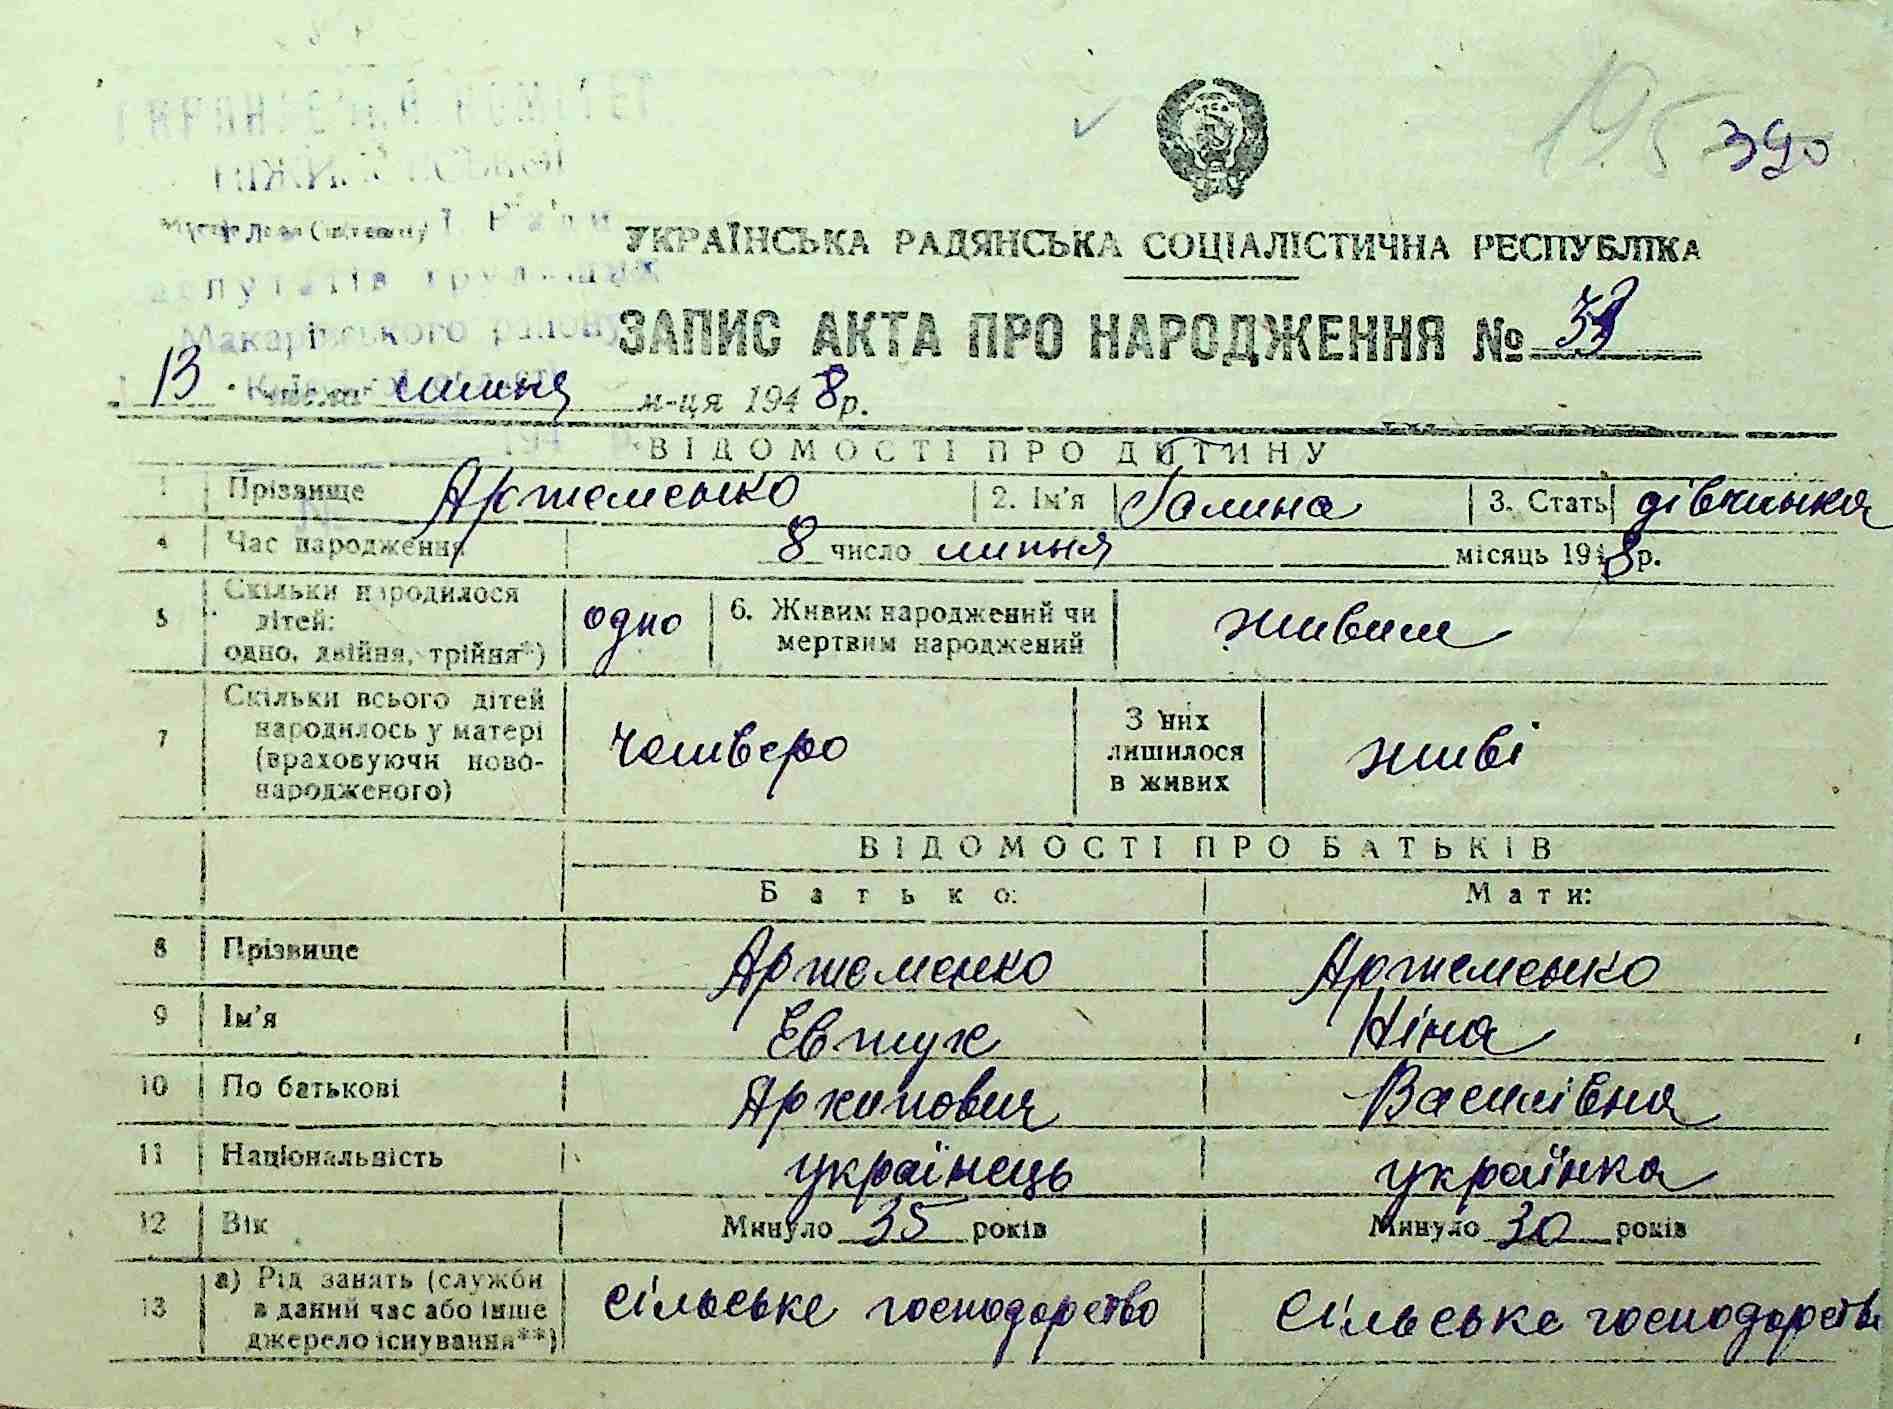 195 390
УКРАЇНСЬКА РАДЯНСЬКА СОЦІАЛІСТИЧНА РЕСПУБЛІКА
Макарівського району
ЗАПИС АКТА ПРО НАРОДЖЕННЯ №
13 числа липня м-ця 1948 р.
ВІДОМОСТІ ПРО ДИТИНУ
1 Прізвище Артеменко 2. Ім'я Галина 3. Стать дівчинка
4 Час народження 8 число липня місяць 1948 р.
5 Скільки народилося дітей: одно, двійня, трійня*) одно 6. Живим народжений чи мертвим народжений живим
7 Скільки всього дітей народилось у матері (враховуючи новонародженого) четверо З них лишилося в живих живі
ВІДОМОСТІ ПРО БАТЬКІВ
Батько: Мати:
8 Прізвище Артеменко Артеменко
9 Ім'я Евтух Ніна
10 По батькові Архипович Василівна
11 Національність українець українка
12 Вік Минуло 35 років Минуло 30 років
13 а) Рід занять (служби в даний час або інше джерело існування**) сільське господарство сільське господарств